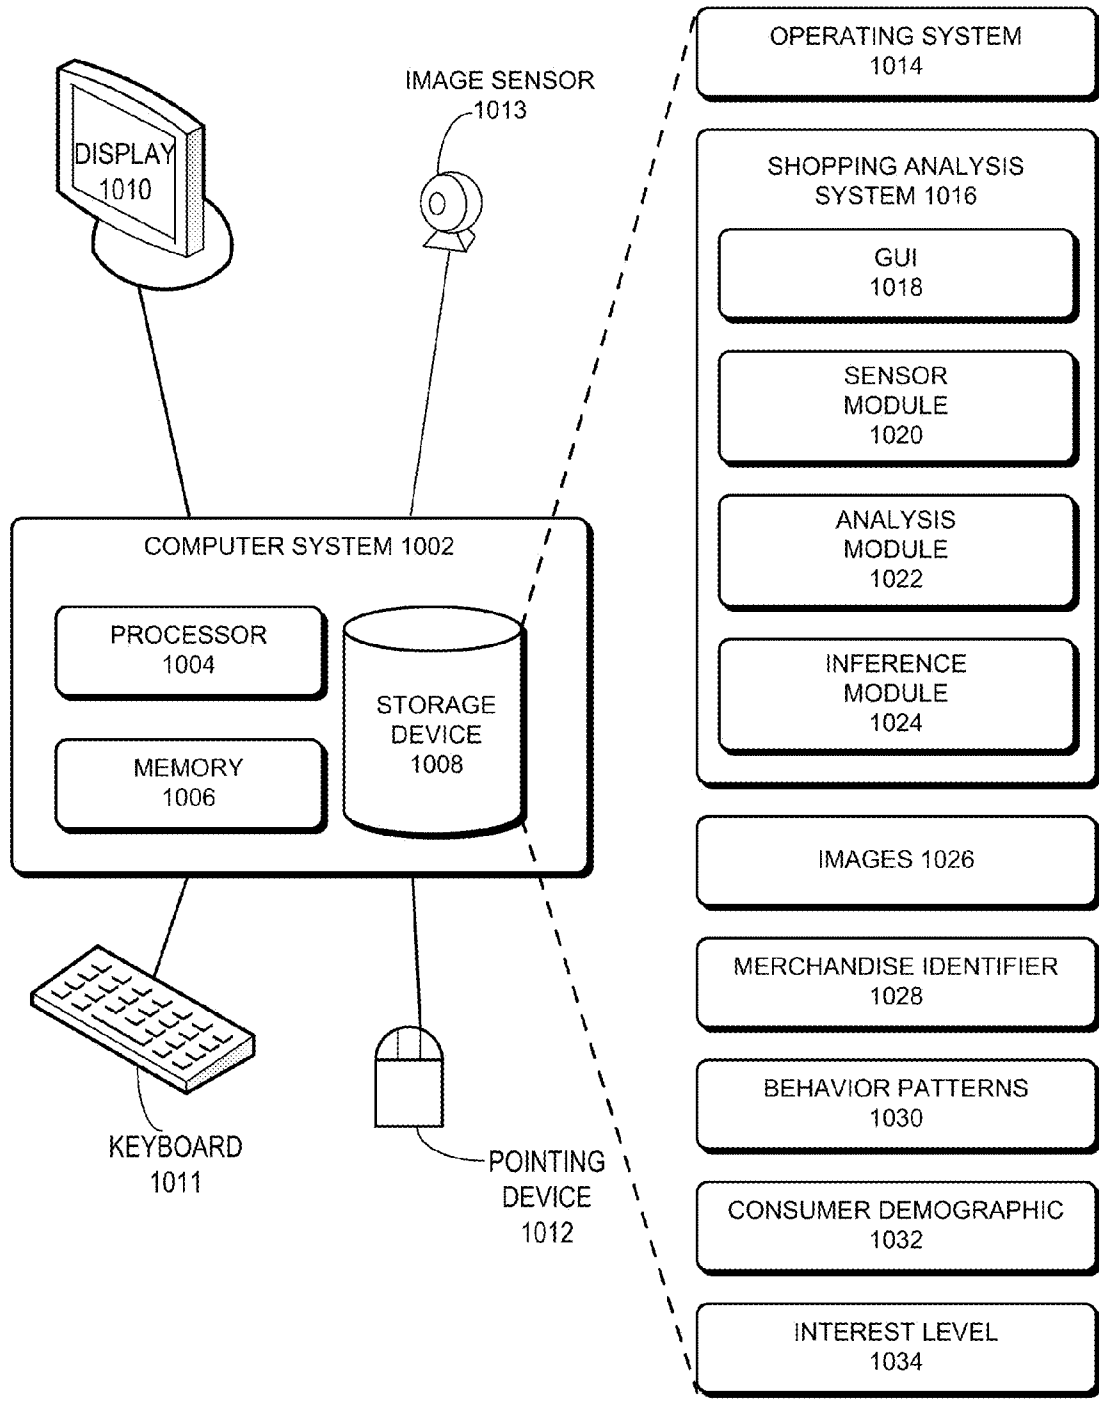 IMAGE SENSOR
1013
DISPLAY
1010
COMPUTER SYSTEM 1002
PROCESSOR
1004
MEMORY
1006
STORAGE
DEVICE
1008
KEYBOARD
1011
POINTING
DEVICE
1012
OPERATING SYSTEM
1014
SHOPPING ANALYSIS
SYSTEM 1016
GUI
1018
SENSOR
MODULE
1020
ANALYSIS
MODULE
1022
INFERENCE
MODULE
1024
IMAGES 1026
MERCHANDISE IDENTIFIER
1028
BEHAVIOR PATTERNS
1030
CONSUMER DEMOGRAPHIC
1032
INTEREST LEVEL
1034